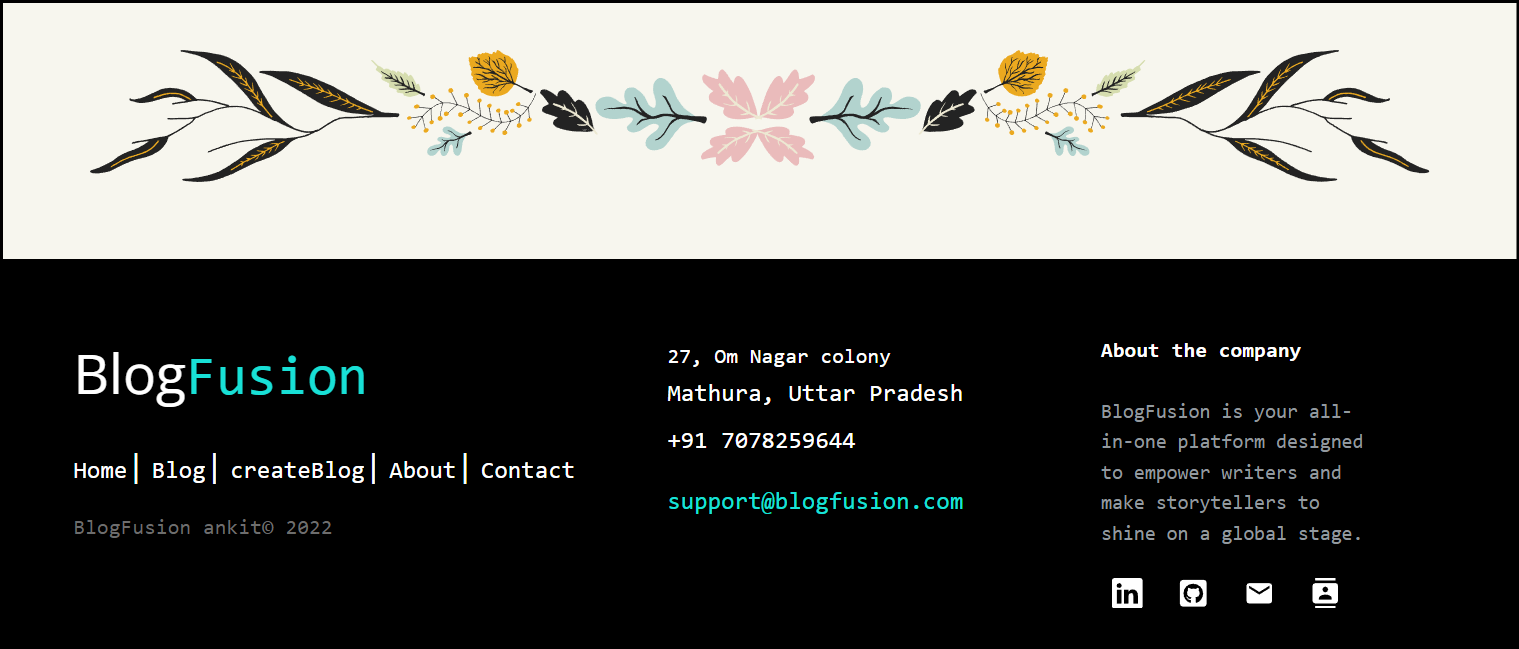 BlogFusion
Home| Blog| createBlog| About| Contact
BlogFusion ankit© 2022
27, Om Nagar colony
Mathura, Uttar Pradesh
+91 7078259644
support@blogfusion.com
About the company
BlogFusion is your all-
in-one platform designed
to empower writers and
make storytellers to
shine on a global stage.
in